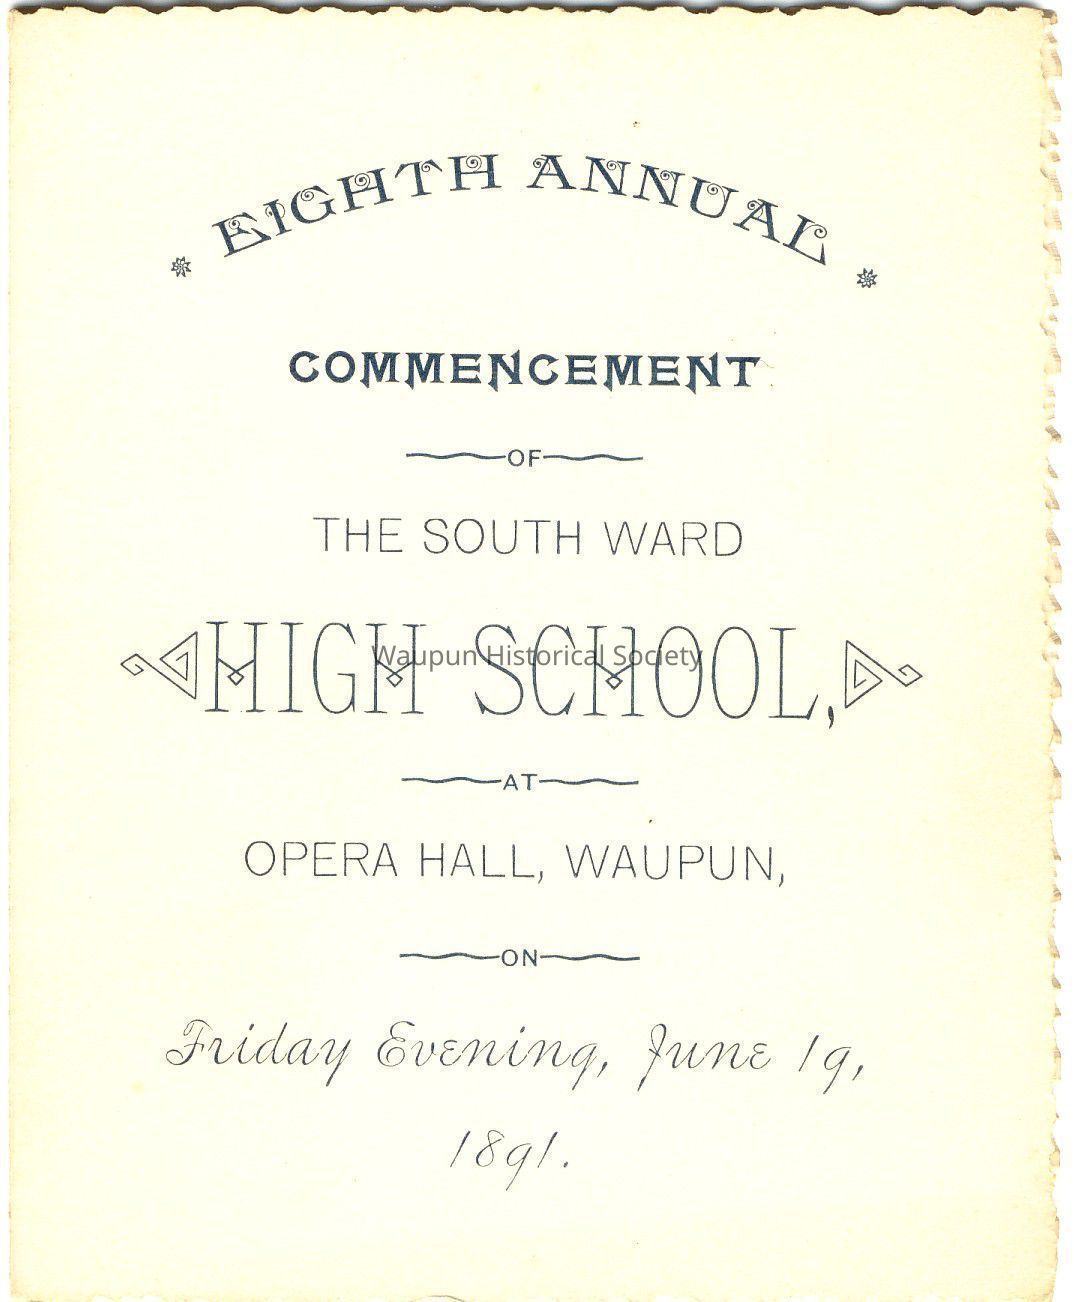 EIGHTH ANNUAL
COMMENCEMENT
OF
THE SOUTH WARD
HIGH SCHOOL,
Waupun Historical Society
AT
OPERA HALL, WAUPUN,
ON
Friday Evening, June 19,
1891.